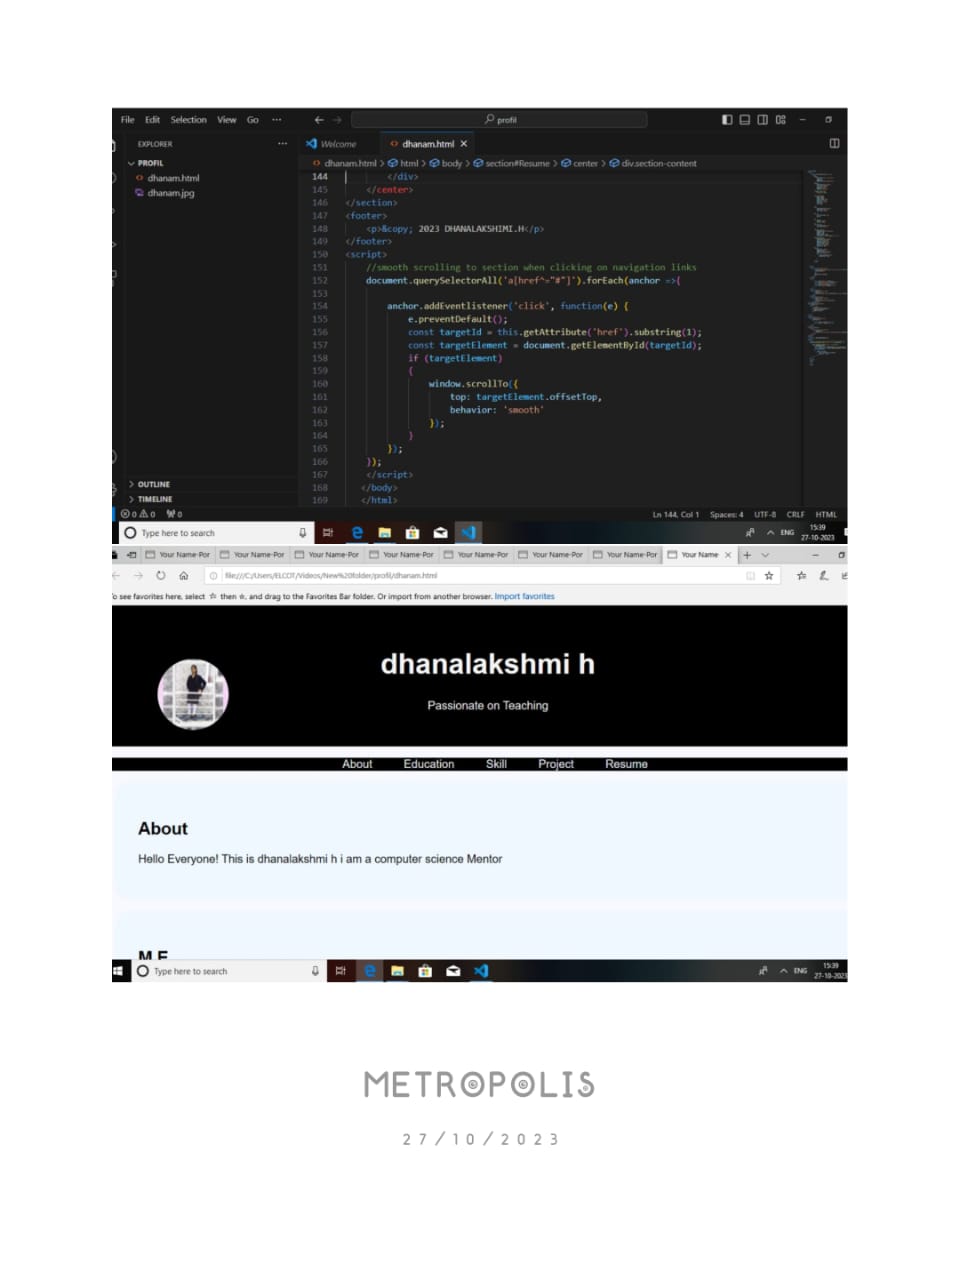 File Edit Selection View Go ··· profil
EXPLORER ··· Welcome dhanam.html
PROFIL dhanam.html > html > body > section#Resume > center > div.section-content
dhanam.html
dhanam.jpg
144 </div>
145 </center>
146 </section>
147 <footer>
148 <p>&copy; 2023 DHANALAKSHIMI.H</p>
149 </footer>
150 <script>
151 //smooth scrolling to section when clicking on navigation links
152 document.querySelectorAll('a[href^="#"]').forEach(anchor =>{
153
154 anchor.addEventlistener('click', function(e) {
155 e.preventDefault();
156 const targetId = this.getAttribute('href').substring(1);
157 const targetElement = document.getElementById(targetId);
158 if (targetElement)
159 {
160 window.scrollTo({
161 top: targetElement.offsetTop,
162 behavior: 'smooth'
163 });
164 }
165 });
166 });
167 </script>
168 </body>
169 </html>
OUTLINE
TIMELINE
0 0 0 Ln 144, Col 1 Spaces: 4 UTF-8 CRLF HTML
Type here to search ENG 15:39
27-10-2023
Your Name-Por Your Name-Por Your Name-Por Your Name-Por Your Name-Por Your Name-Por Your Name-Por Your Name
file:///C:/Users/ELCOT/Videos/New%20folder/profil/dhanam.html
To see favorites here, select ☆ then ☆, and drag to the Favorites Bar folder. Or import from another browser. Import favorites
dhanalakshmi h
Passionate on Teaching
About Education Skill Project Resume
About
Hello Everyone! This is dhanalakshmi h i am a computer science Mentor
M.E
Type here to search ENG 15:39
27-10-2023
METROPOLIS
27/10/2023